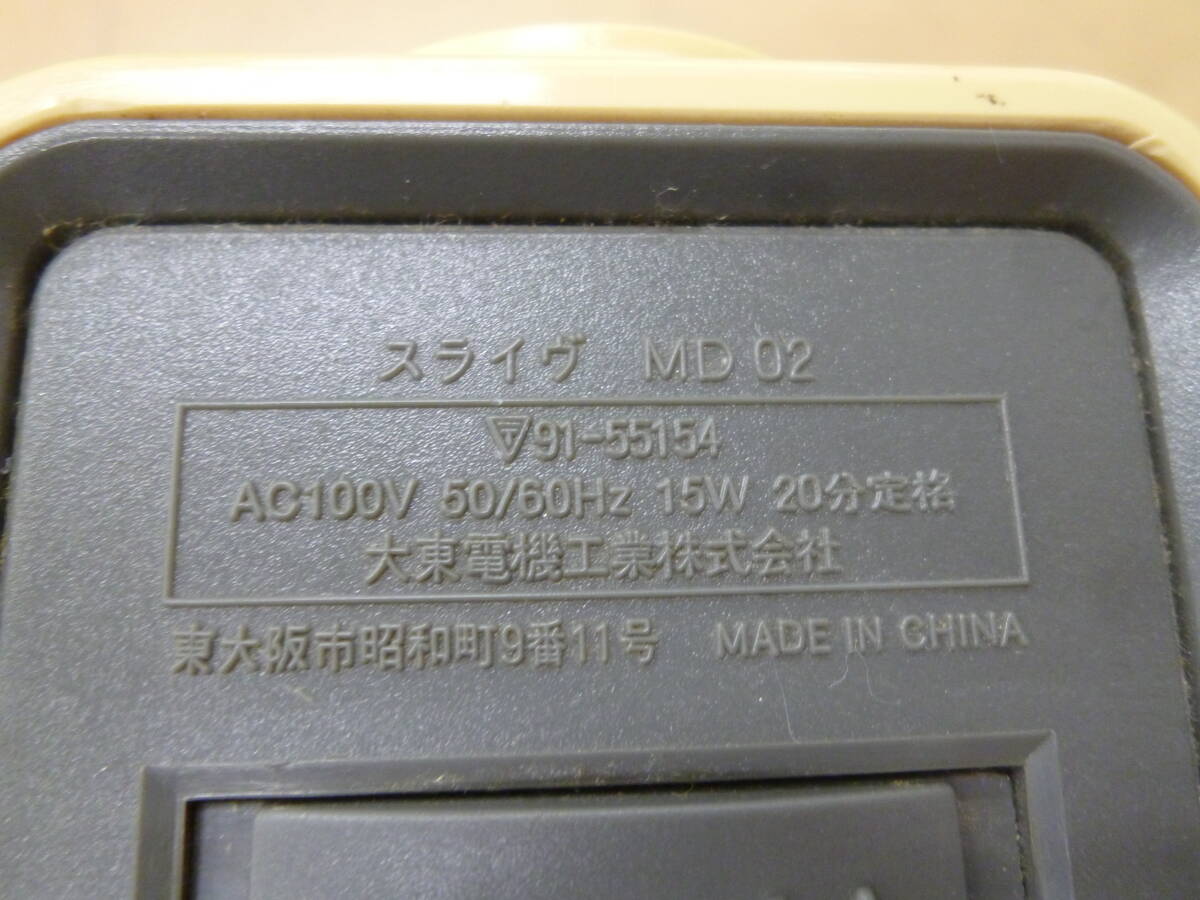 スライヴ MD 02
▽T 91-55154
AC100V 50/60Hz 15W 20分定格
大東電機工業株式会社
東大阪市昭和町9番11号 MADE IN CHINA